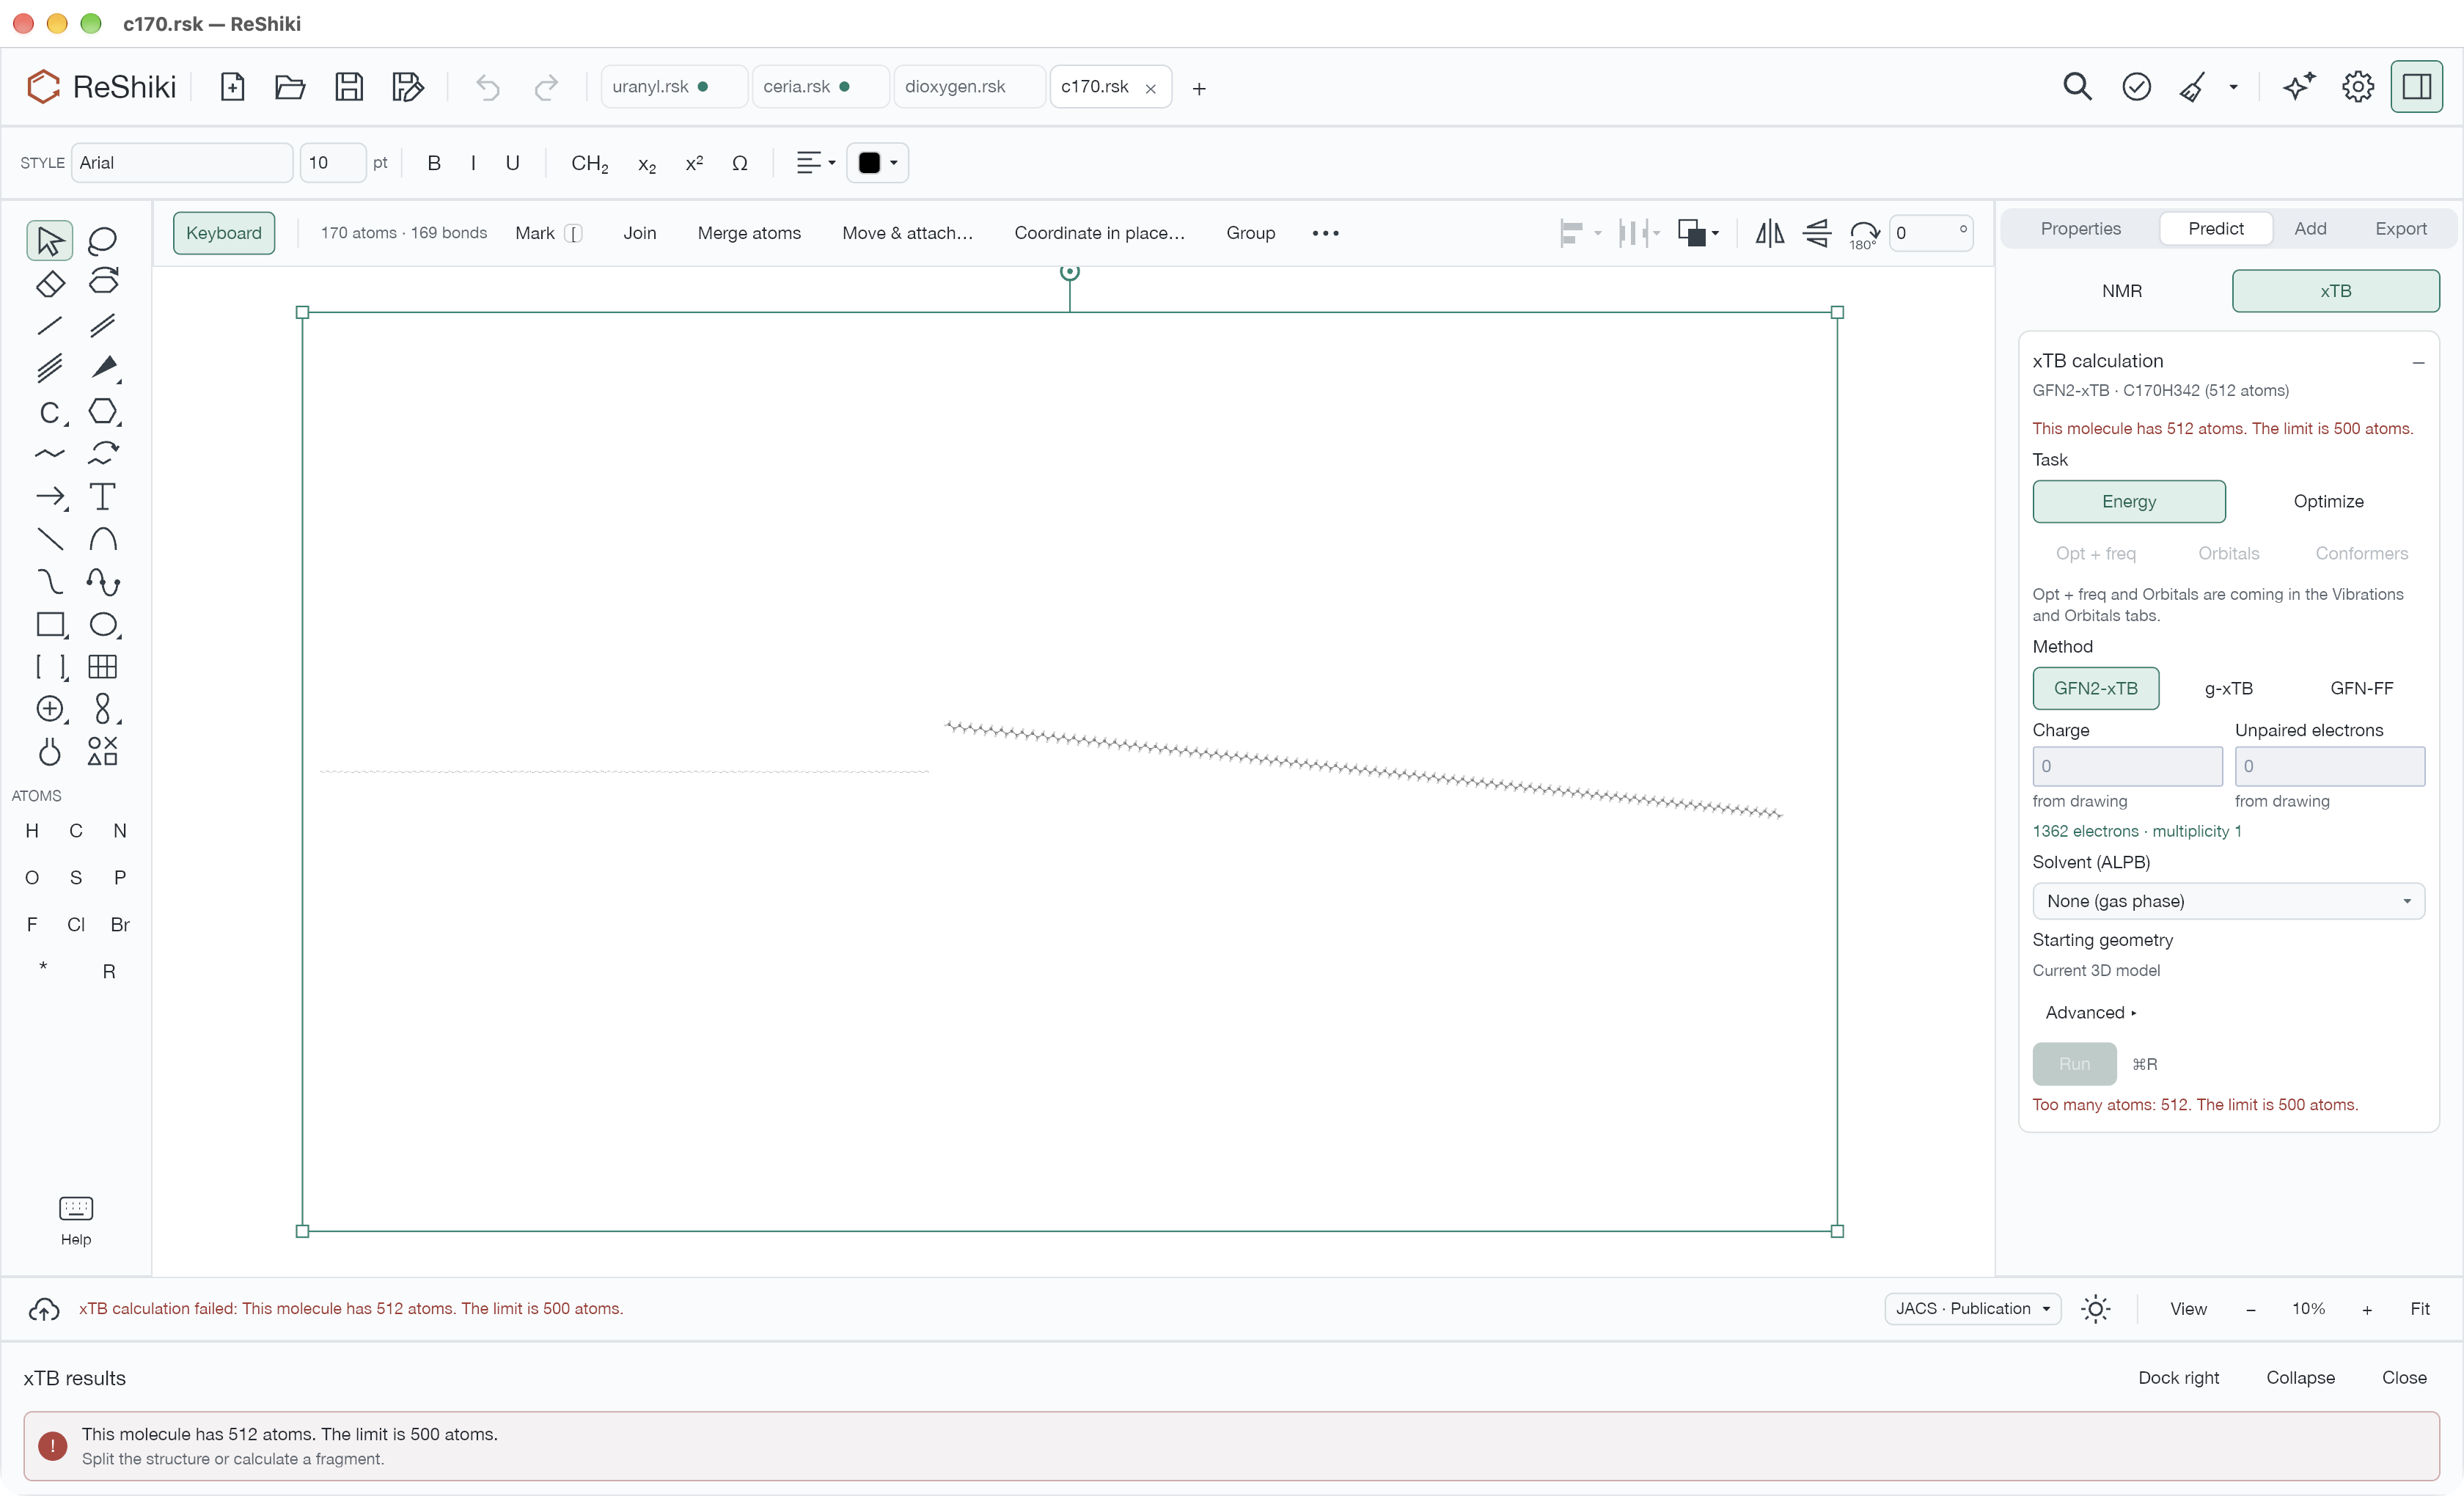 c170.rsk — ReShiki
ReShiki
uranyl.rsk
ceria.rsk
dioxygen.rsk
c170.rsk ×
+
STYLE Arial 10 pt B I U CH₂ x₂ x² Ω
Keyboard 170 atoms · 169 bonds Mark [ Join Merge atoms Move & attach... Coordinate in place... Group ••• 180° 0 °
Properties Predict Add Export
NMR xTB
xTB calculation –
GFN2-xTB · C170H342 (512 atoms)
This molecule has 512 atoms. The limit is 500 atoms.
Task
Energy Optimize
Opt + freq Orbitals Conformers
Opt + freq and Orbitals are coming in the Vibrations
and Orbitals tabs.
Method
GFN2-xTB g-xTB GFN-FF
Charge Unpaired electrons
0 0
from drawing from drawing
1362 electrons · multiplicity 1
Solvent (ALPB)
None (gas phase)
Starting geometry
Current 3D model
Advanced
Run ⌘R
Too many atoms: 512. The limit is 500 atoms.
C
T
[ ]
ATOMS
H C N
O S P
F Cl Br
* R
Help
xTB calculation failed: This molecule has 512 atoms. The limit is 500 atoms.
JACS · Publication View − 10% + Fit
xTB results Dock right Collapse Close
! This molecule has 512 atoms. The limit is 500 atoms.
Split the structure or calculate a fragment.